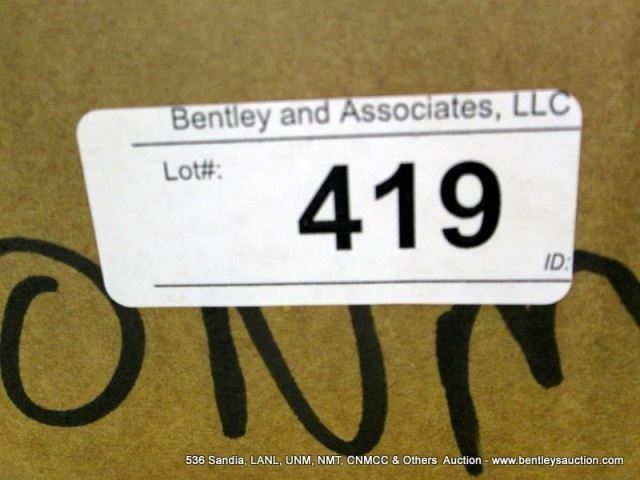 Bentley and Associates, LLC
Lot#:
419
ID:
536 Sandia, LANL, UNM, NMT, CNMCC & Others Auction - www.bentleysauction.com